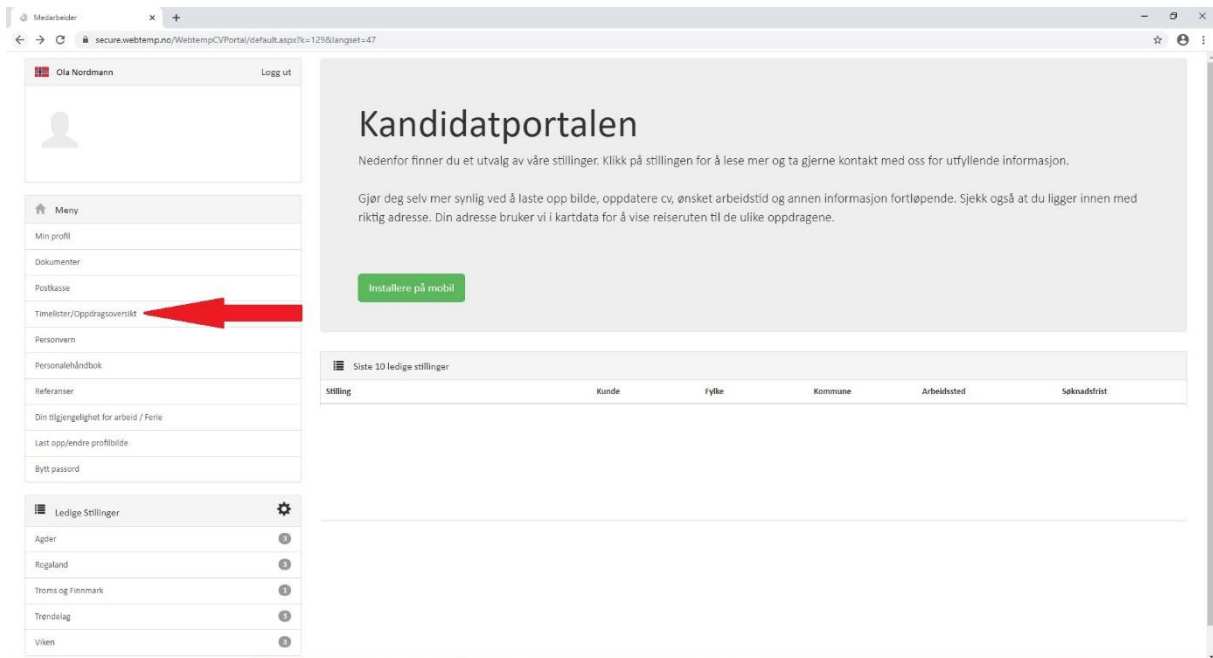 Medarbeider
secure.webtemp.no/WebtempCVPortal/default.aspx?k=129&langset=47
Ola Nordmann Logg ut
Meny
Min profil
Dokumenter
Postkasse
Timelister/Oppdragsoversikt
Personvern
Personalehåndbok
Referanser
Din tilgjengelighet for arbeid / Ferie
Last opp/endre profilbilde
Bytt passord
Ledige Stillinger
Agder 3
Rogaland 3
Troms og Finnmark 1
Trøndelag 3
Viken 3
Kandidatportalen
Nedenfor finner du et utvalg av våre stillinger. Klikk på stillingen for å lese mer og ta gjerne kontakt med oss for utfyllende informasjon.
Gjør deg selv mer synlig ved å laste opp bilde, oppdatere cv, ønsket arbeidstid og annen informasjon fortløpende. Sjekk også at du ligger innen med
riktig adresse. Din adresse bruker vi i kartdata for å vise reiseruten til de ulike oppdragene.
Installere på mobil
Siste 10 ledige stillinger
Stilling Kunde Fylke Kommune Arbeidssted Søknadsfrist